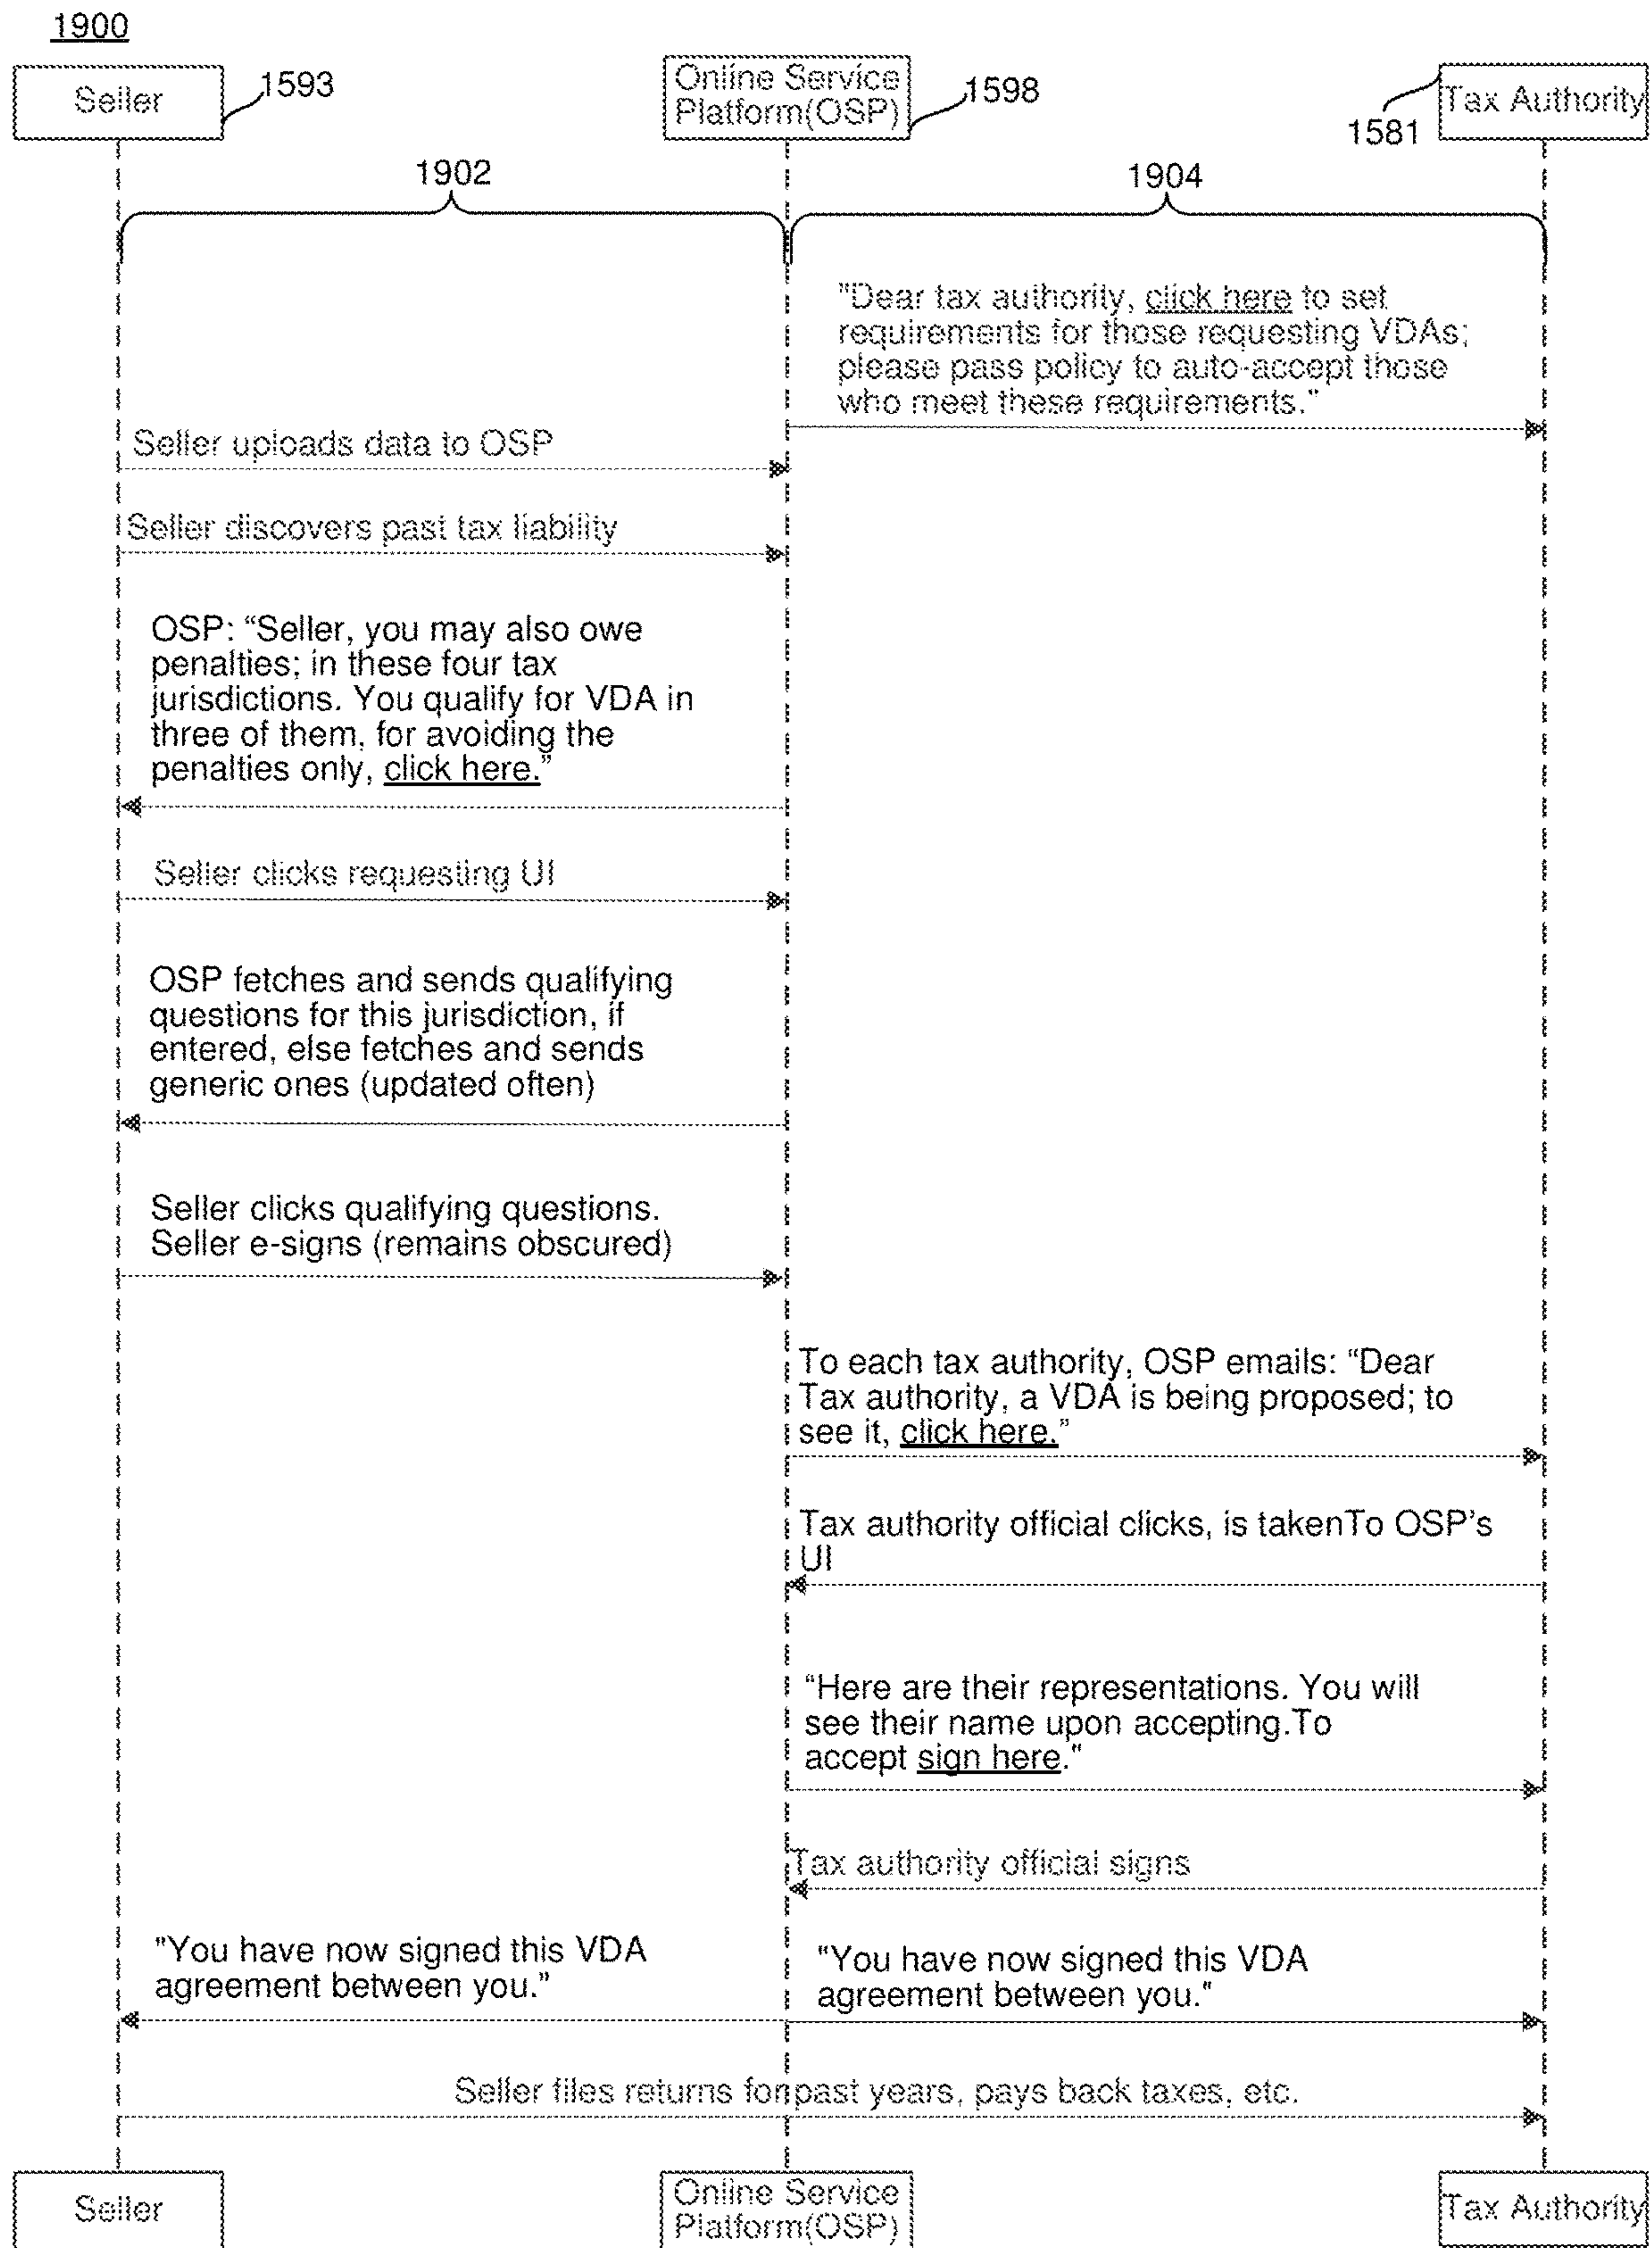 1900
Seller
1593
Online Service
Platform(OSP)
1598
Tax Authority
1581
1902
1904
"Dear tax authority, click here to set
requirements for those requesting VDAs;
please pass policy to auto-accept those
who meet these requirements."
Seller uploads data to OSP
Seller discovers past tax liability
OSP: “Seller, you may also owe
penalties; in these four tax
jurisdictions. You qualify for VDA in
three of them, for avoiding the
penalties only, click here.”
Seller clicks requesting UI
OSP fetches and sends qualifying
questions for this jurisdiction, if
entered, else fetches and sends
generic ones (updated often)
Seller clicks qualifying questions.
Seller e-signs (remains obscured)
To each tax authority, OSP emails: “Dear
Tax authority, a VDA is being proposed; to
see it, click here.”
Tax authority official clicks, is takenTo OSP’s
UI
“Here are their representations. You will
see their name upon accepting.To
accept sign here."
Tax authority official signs
"You have now signed this VDA
agreement between you.”
"You have now signed this VDA
agreement between you."
Seller files returns for past years, pays back taxes, etc.
Seller
Online Service
Platform(OSP)
Tax Authority